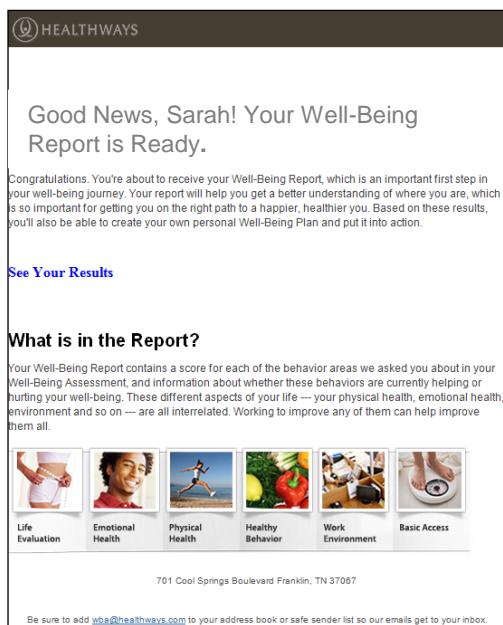 HEALTHWAYS
Good News, Sarah! Your Well-Being
Report is Ready.
Congratulations. You're about to receive your Well-Being Report, which is an important first step in
your well-being journey. Your report will help you get a better understanding of where you are, which
is so important for getting you on the right path to a happier, healthier you. Based on these results,
you'll also be able to create your own personal Well-Being Plan and put it into action.
See Your Results
What is in the Report?
Your Well-Being Report contains a score for each of the behavior areas we asked you about in your
Well-Being Assessment, and information about whether these behaviors are currently helping or
hurting your well-being. These different aspects of your life --- your physical health, emotional health,
environment and so on --- are all interrelated. Working to improve any of them can help improve
them all.
Life
Evaluation
Emotional
Health
Physical
Health
Healthy
Behavior
Work
Environment
Basic Access
701 Cool Springs Boulevard Franklin, TN 37067
Be sure to add wba@healthways.com to your address book or safe sender list so our emails get to your inbox.